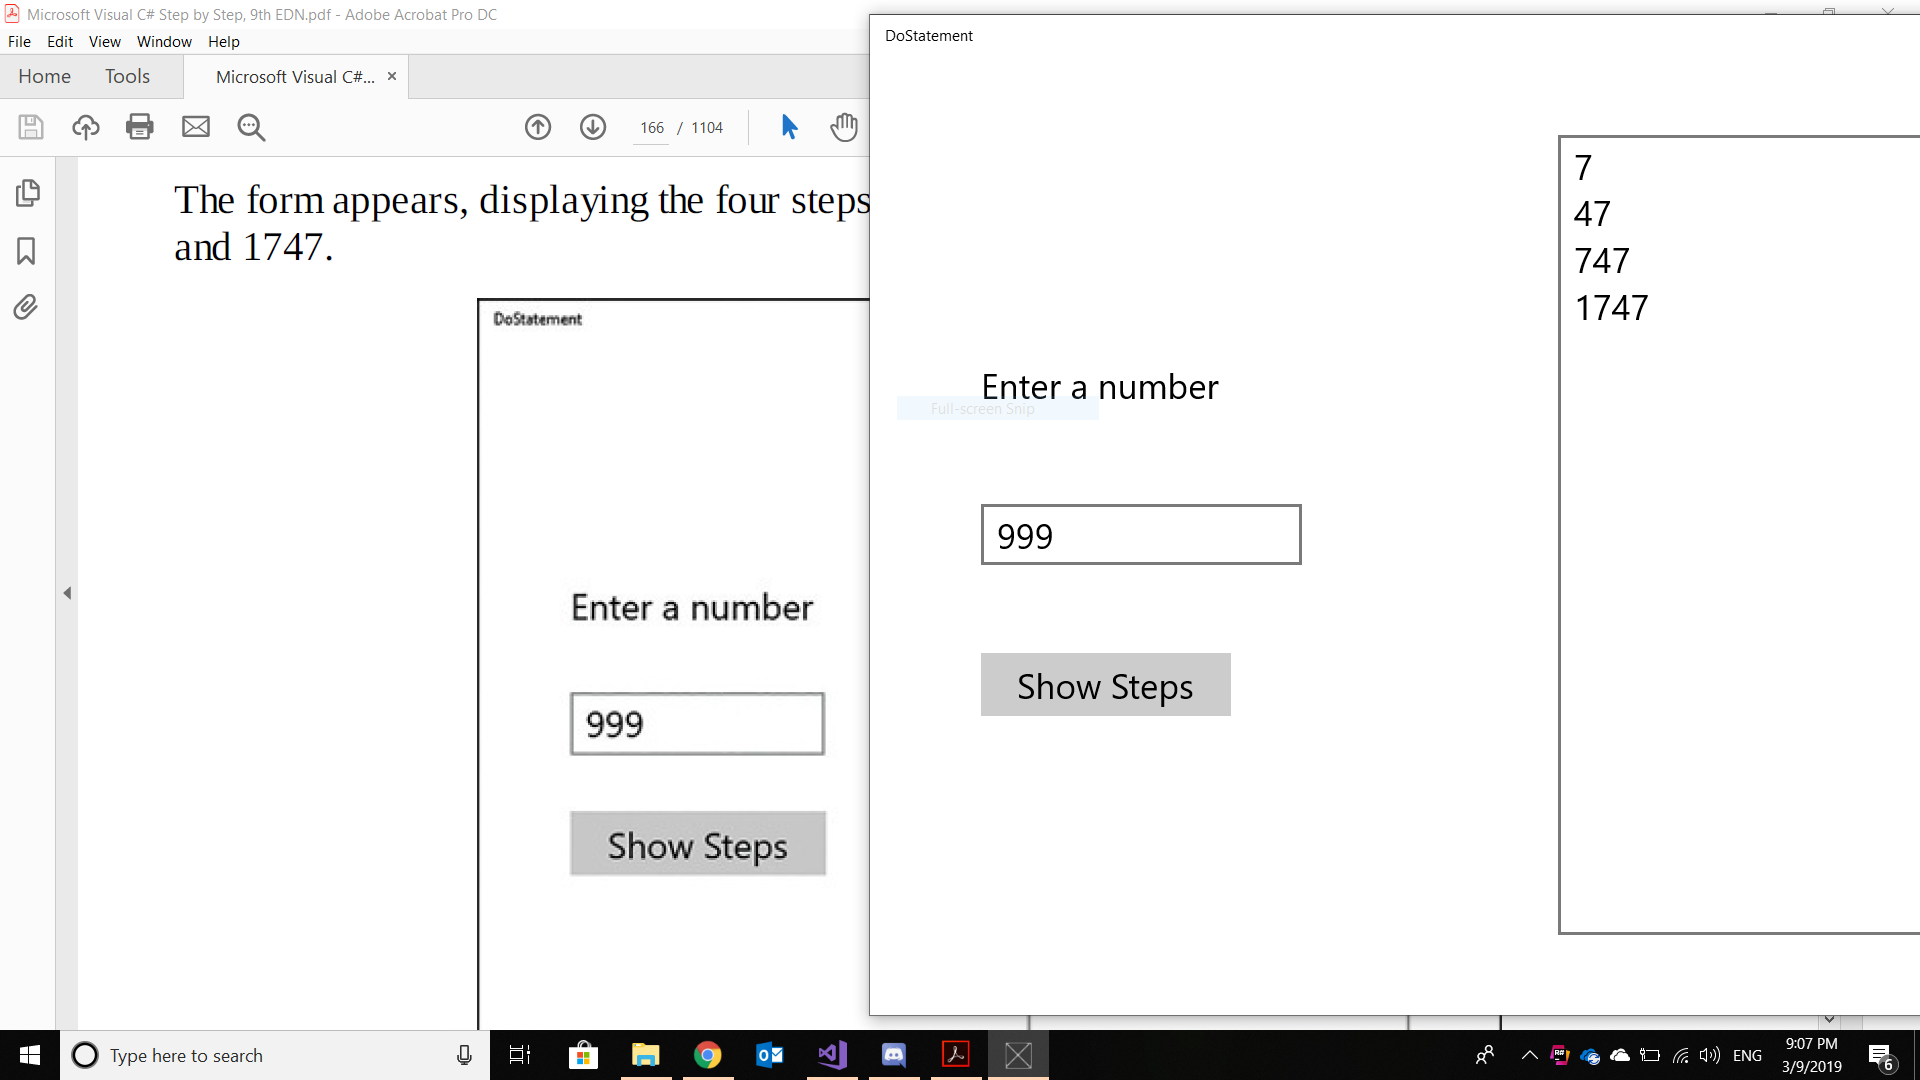 Microsoft Visual C# Step by Step, 9th EDN.pdf - Adobe Acrobat Pro DC
File Edit View Window Help
Home Tools Microsoft Visual C#... ×
166 / 1104
The form appears, displaying the four steps
and 1747.
DoStatement
Enter a number
999
Show Steps
DoStatement
7
47
747
1747
Enter a number
Full-screen Snip
999
Show Steps
Type here to search
R#
ENG
9:07 PM
3/9/2019
6